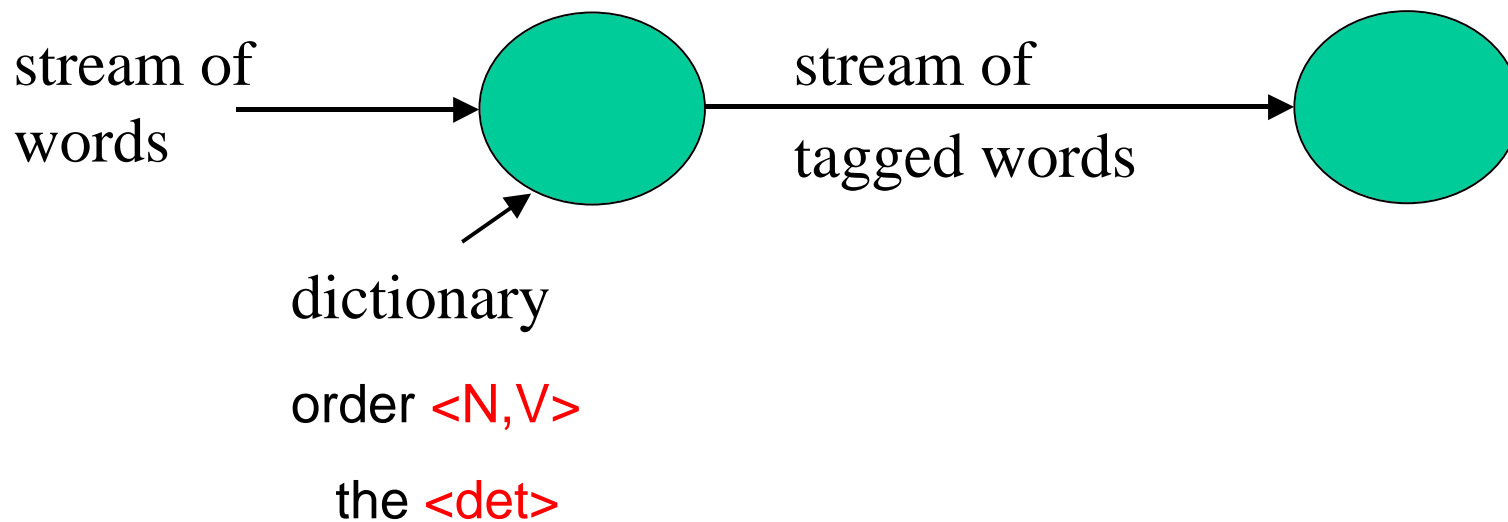 stream of
words
stream of
tagged words
dictionary
order <N,V>
the <det>